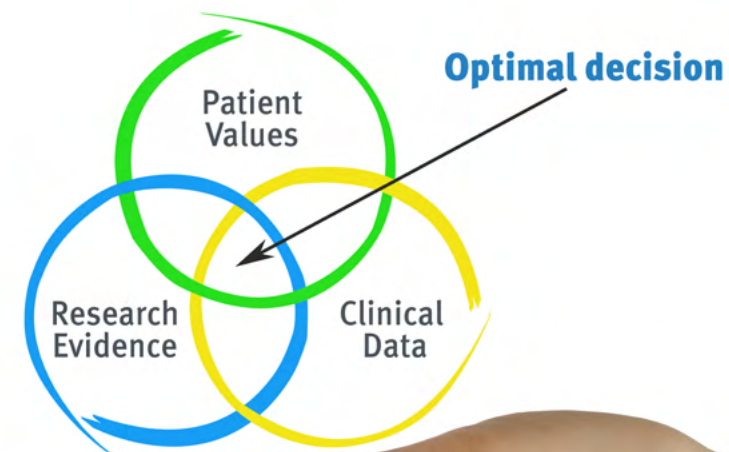 Optimal decision
Patient
Values
Research
Evidence
Clinical
Data